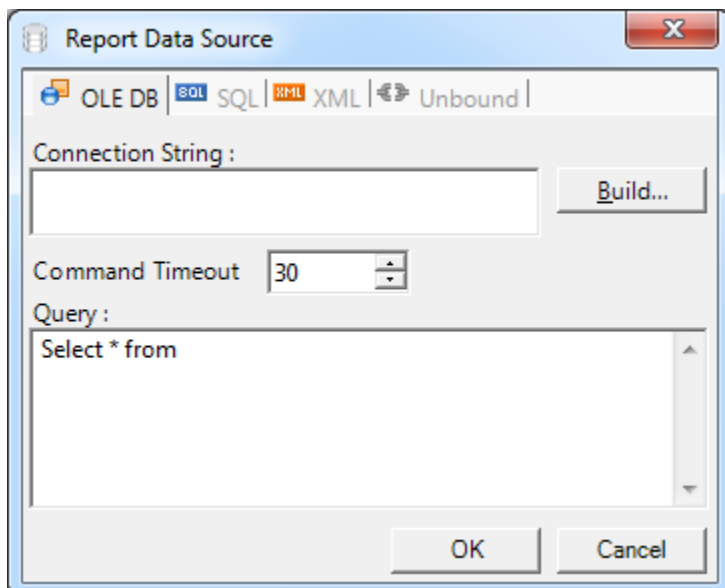 Report Data Source
OLE DB SQL SQL XML XML Unbound
Connection String :
Build...
Command Timeout 30
Query :
Select * from
OK Cancel